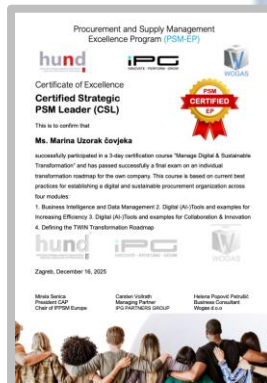 Procurement and Supply Management
Excellence Program (PSM-EP)
hund
IPG
INNOVATE · PERFORM · GROUP
WOGAS
Certificate of Excellence
Certified Strategic
PSM Leader (CSL)
PSM
CERTIFIED
EP
This is to confirm that
Ms. Marina Uzorak čovjeka
successfully participated in a 3-day certification course "Manage Digital & Sustainable
Transformation" and has passed successfully a final exam on an individual
transformation roadmap for the own company. This course is based on current best
practices for establishing a digital and sustainable procurement organization across
four modules:
1. Business Intelligence and Data Management 2. Digital (AI-)Tools and examples for
Increasing Efficiency 3. Digital (AI-)Tools and examples for Collaboration & Innovation
4. Defining the TWIN Transformation Roadmap
hund
IPG
WOGAS
Zagreb, December 16, 2025
Mirela Senica
President CAP
Chair of IFPSM Europe
Carsten Vollrath
Managing Partner
IPG PARTNERS GROUP
Helena Popović Petrušić
Business Consultant
Wogas d.o.o